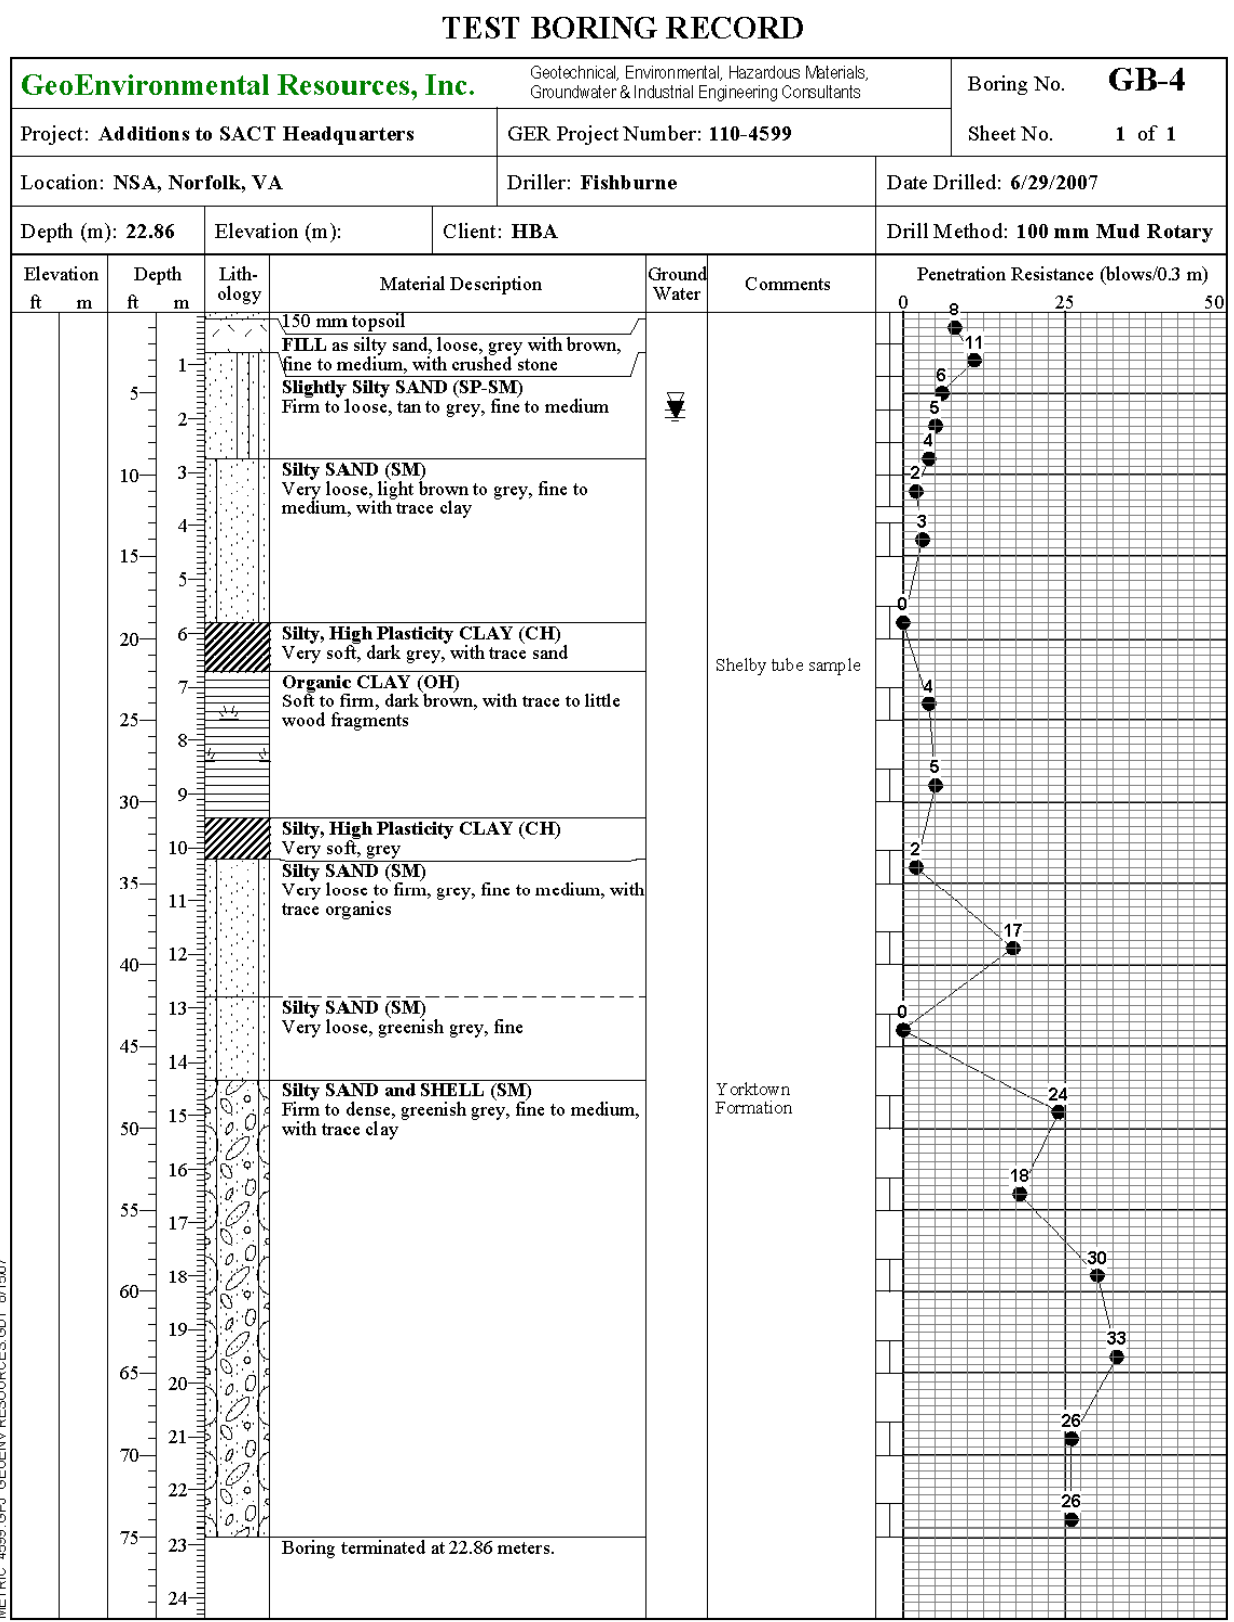 TEST BORING RECORD
GeoEnvironmental Resources, Inc.
Geotechnical, Environmental, Hazardous Materials,
Groundwater & Industrial Engineering Consultants
Boring No. GB-4
Project: Additions to SACT Headquarters
GER Project Number: 110-4599
Sheet No. 1 of 1
Location: NSA, Norfolk, VA
Driller: Fishburne
Date Drilled: 6/29/2007
Depth (m): 22.86
Elevation (m):
Client: HBA
Drill Method: 100 mm Mud Rotary
Elevation
ft m
Depth
ft m
Lith-
ology
Material Description
Ground
Water
Comments
Penetration Resistance (blows/0.3 m)
0 25 50
150 mm topsoil
FILL as silty sand, loose, grey with brown,
fine to medium, with crushed stone
Slightly Silty SAND (SP-SM)
Firm to loose, tan to grey, fine to medium
Silty SAND (SM)
Very loose, light brown to grey, fine to
medium, with trace clay
Silty, High Plasticity CLAY (CH)
Very soft, dark grey, with trace sand
Shelby tube sample
Organic CLAY (OH)
Soft to firm, dark brown, with trace to little
wood fragments
Silty, High Plasticity CLAY (CH)
Very soft, grey
Silty SAND (SM)
Very loose to firm, grey, fine to medium, with
trace organics
Silty SAND (SM)
Very loose, greenish grey, fine
Silty SAND and SHELL (SM)
Firm to dense, greenish grey, fine to medium,
with trace clay
Yorktown
Formation
Boring terminated at 22.86 meters.
5
10
15
20
25
30
35
40
45
50
55
60
65
70
75
1
2
3
4
5
6
7
8
9
10
11
12
13
14
15
16
17
18
19
20
21
22
23
24
8
11
6
5
4
2
3
0
4
5
2
17
0
24
18
30
33
26
26
METRIC 4599.GPJ GEOENV RESOURCES.GDT